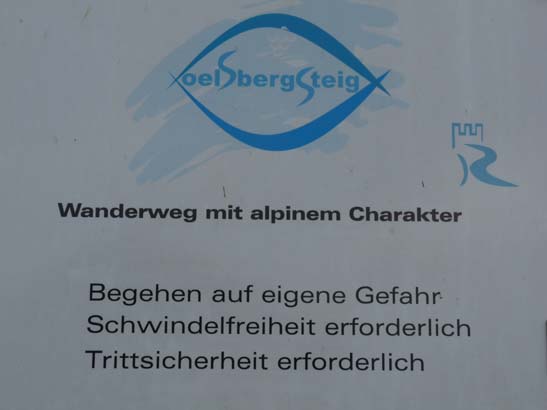 oelSbergSteig
Wanderweg mit alpinem Charakter
Begehen auf eigene Gefahr
Schwindelfreiheit erforderlich
Trittsicherheit erforderlich